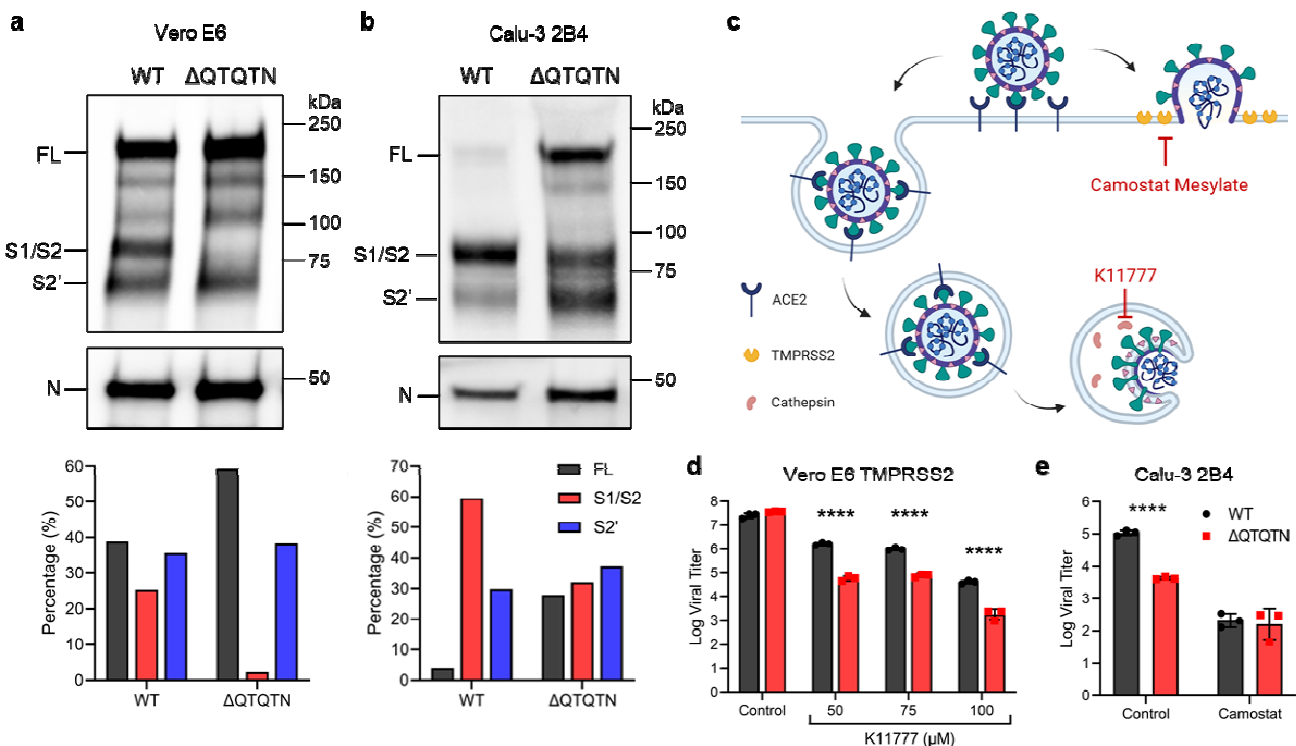 a
Vero E6
WT ΔQTQTN
kDa
250
FL
150
100
S1/S2
75
S2'
50
N
Percentage (%)
60
50
40
30
20
10
0
WT ΔQTQTN
b
Calu-3 2B4
WT ΔQTQTN
kDa
250
FL
150
100
S1/S2
75
S2'
50
N
Percentage (%)
70
60
50
40
30
20
10
0
FL
S1/S2
S2'
WT ΔQTQTN
c
Camostat Mesylate
K11777
ACE2
TMPRSS2
Cathepsin
d
Vero E6 TMPRSS2
Log Viral Titer
8
7
6
5
4
3
2
1
0
**** **** ****
Control 50 75 100
K11777 (μM)
e
Calu-3 2B4
Log Viral Titer
6
5
4
3
2
1
0
****
WT
ΔQTQTN
Control Camostat